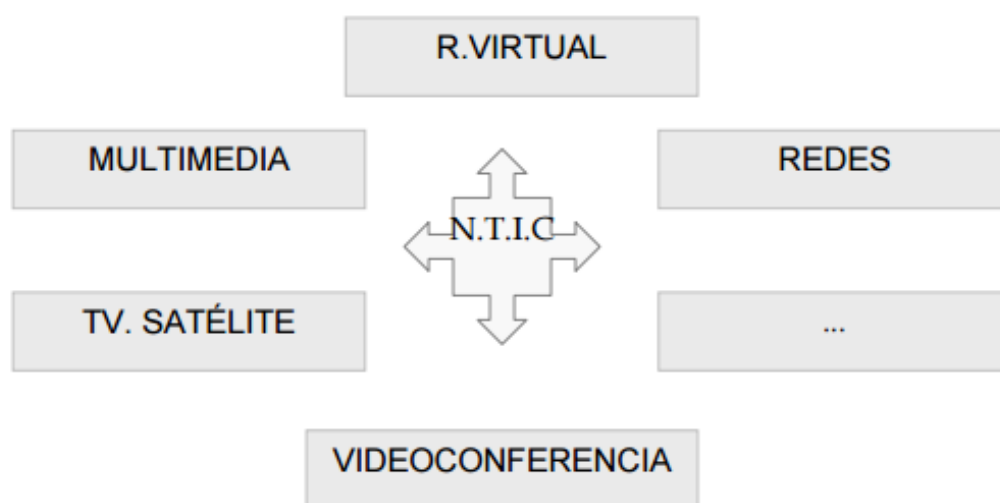 R.VIRTUAL
MULTIMEDIA
REDES
N.T.I.C
TV. SATÉLITE
...
VIDEOCONFERENCIA